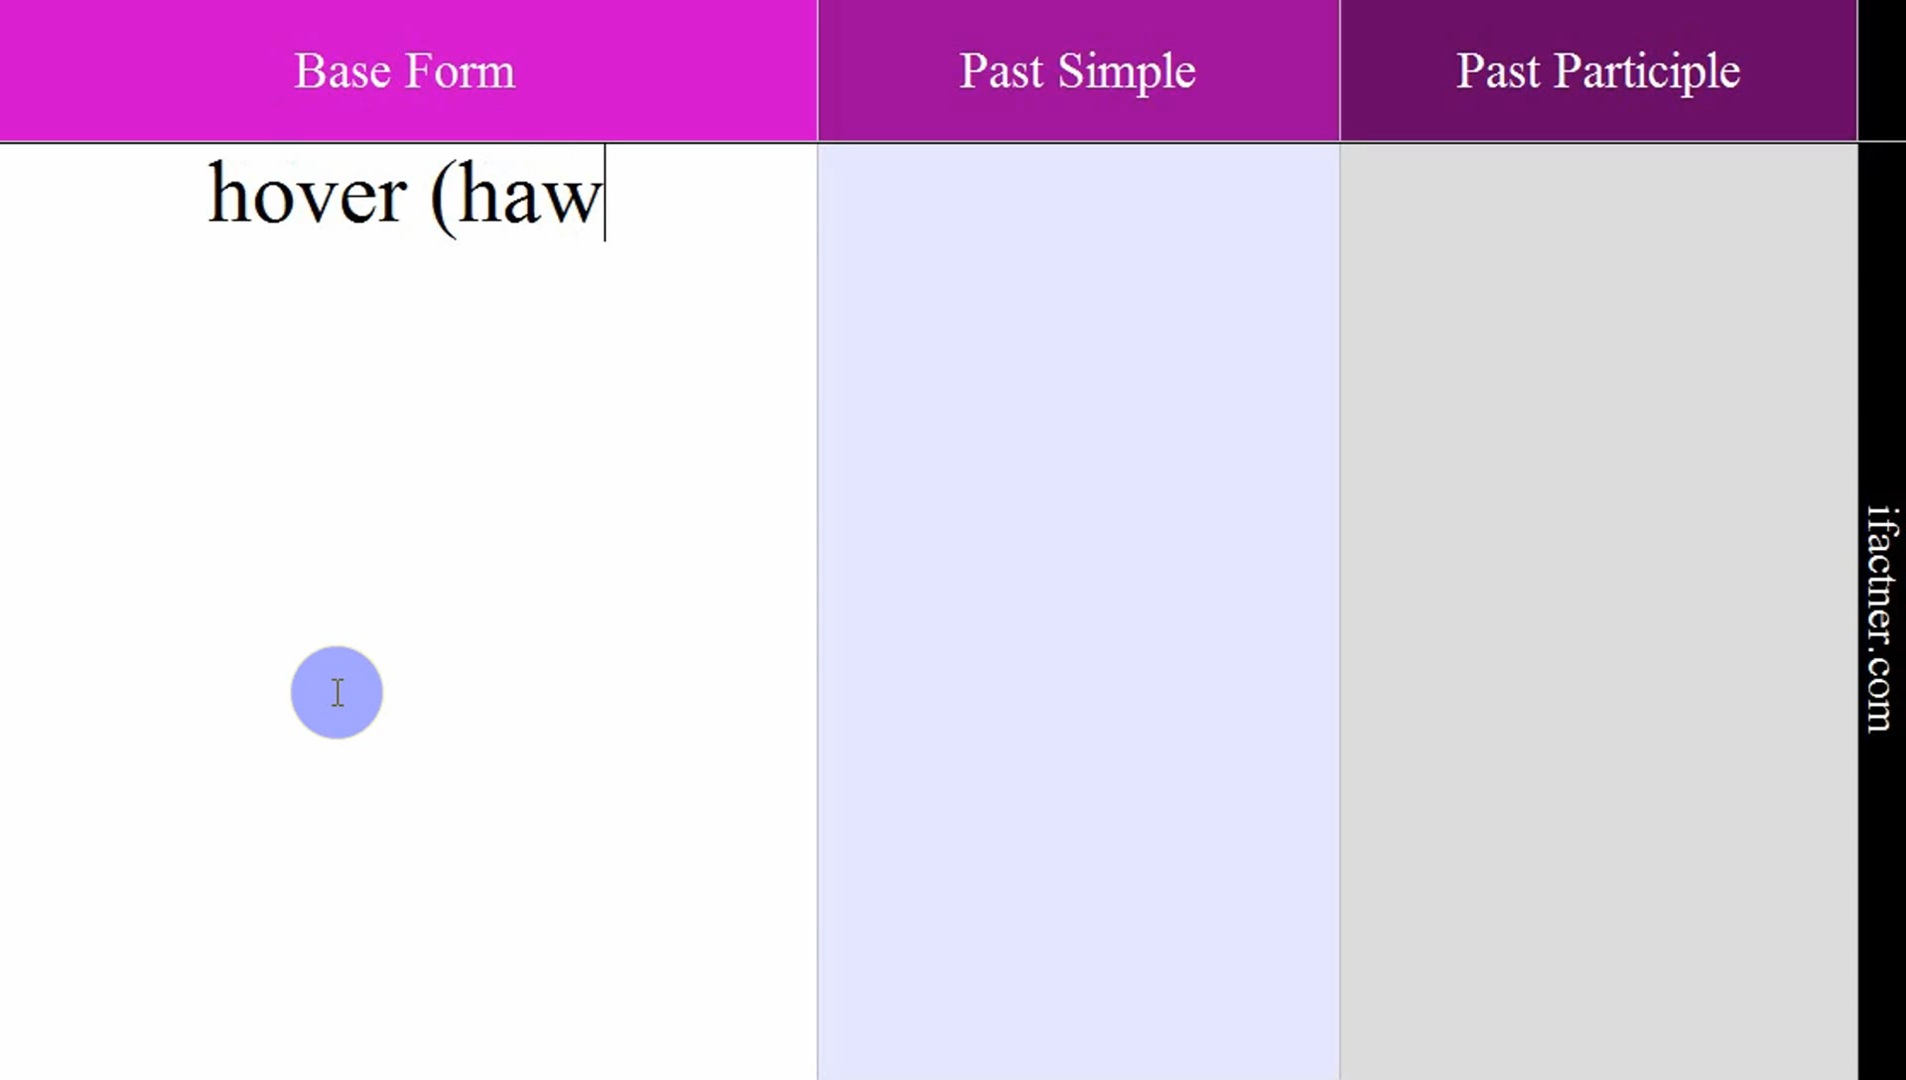 Base Form
Past Simple
Past Participle
hover (haw
ifactner.com